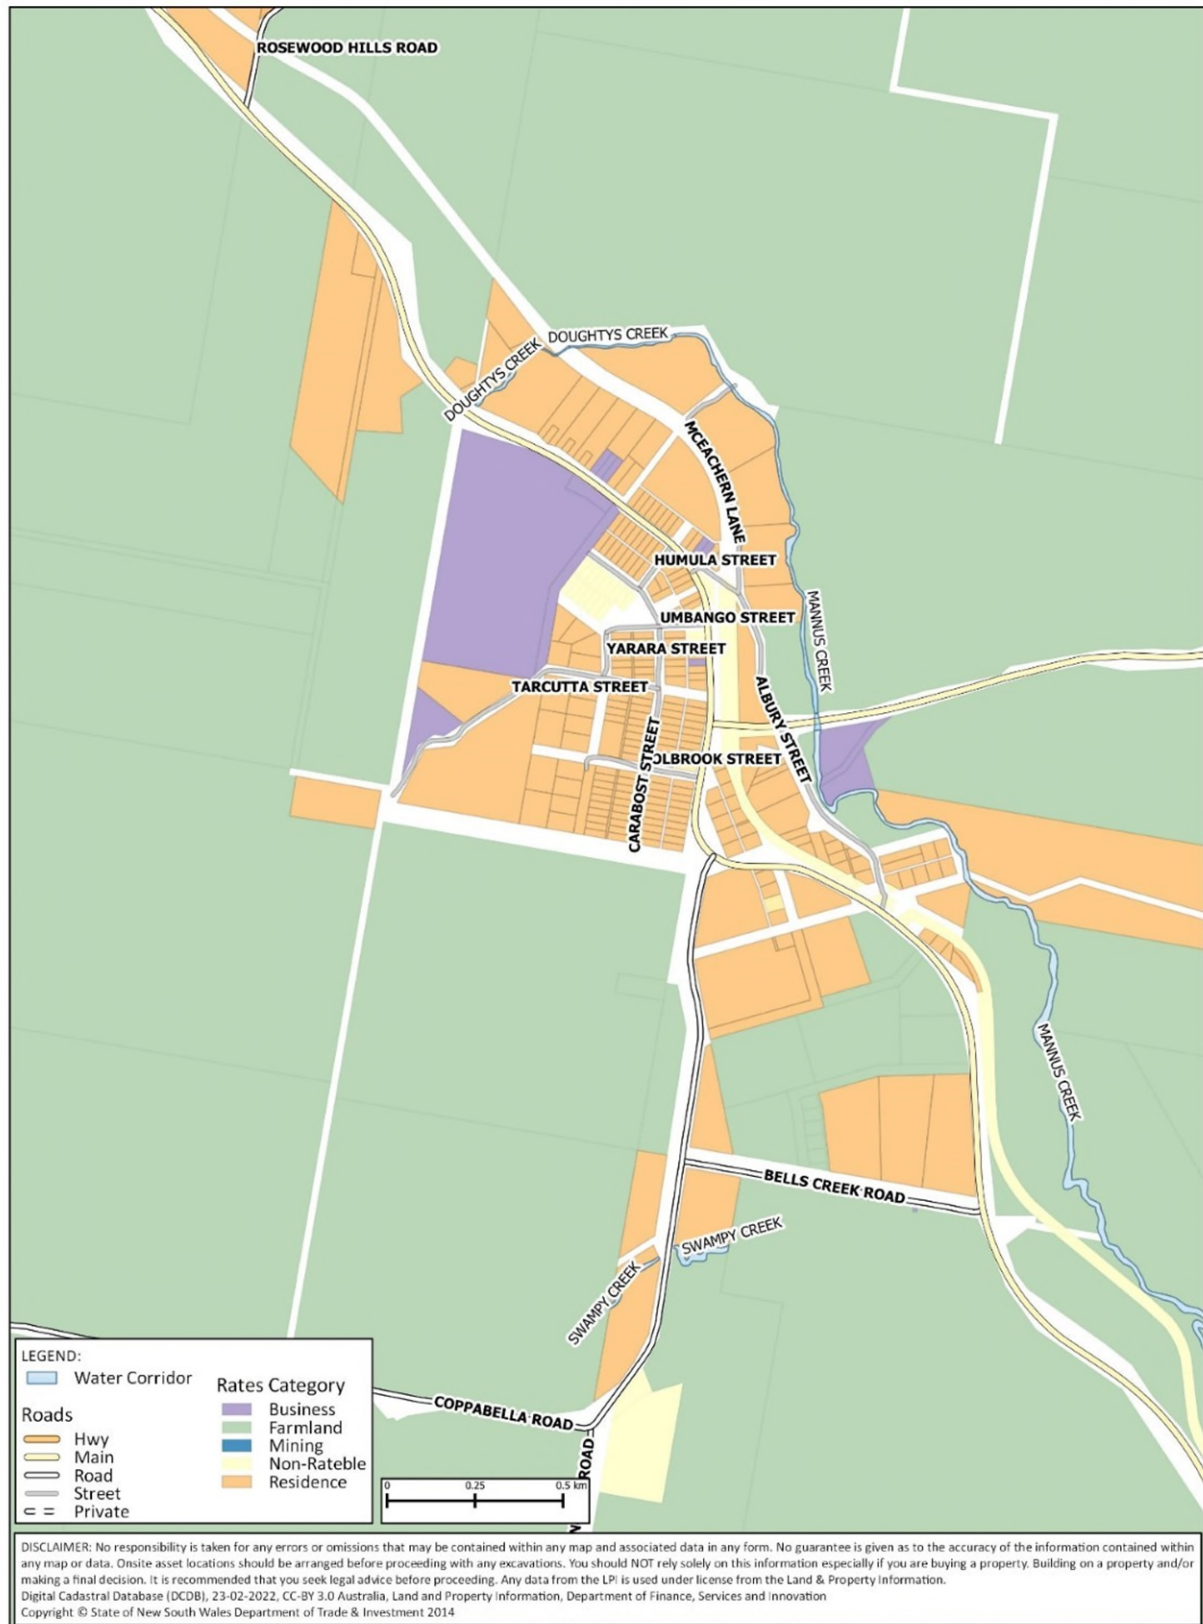 ROSEWOOD HILLS ROAD
DOUGHTYS CREEK
DOUGHTYS CREEK
MCEACHERN LANE
HUMULA STREET
UMBANGO STREET
MANNUS CREEK
YARARA STREET
TARCUTTA STREET
ALBURY STREET
OLBROOK STREET
CARABOST STREET
MANNUS CREEK
BELLS CREEK ROAD
SWAMPY CREEK
SWAMPY CREEK
COPPABELLA ROAD
N ROAD
LEGEND:
Water Corridor
Roads
Hwy
Main
Road
Street
Private
Rates Category
Business
Farmland
Mining
Non-Rateble
Residence
0 0.25 0.5 km
DISCLAIMER: No responsibility is taken for any errors or omissions that may be contained within any map and associated data in any form. No guarantee is given as to the accuracy of the information contained within
any map or data. Onsite asset locations should be arranged before proceeding with any excavations. You should NOT rely solely on this information especially if you are buying a property. Building on a property and/or
making a final decision. It is recommended that you seek legal advice before proceeding. Any data from the LPI is used under license from the Land & Property Information.
Digital Cadastral Database (DCDB), 23-02-2022, CC-BY 3.0 Australia, Land and Property Information, Department of Finance, Services and Innovation
Copyright © State of New South Wales Department of Trade & Investment 2014